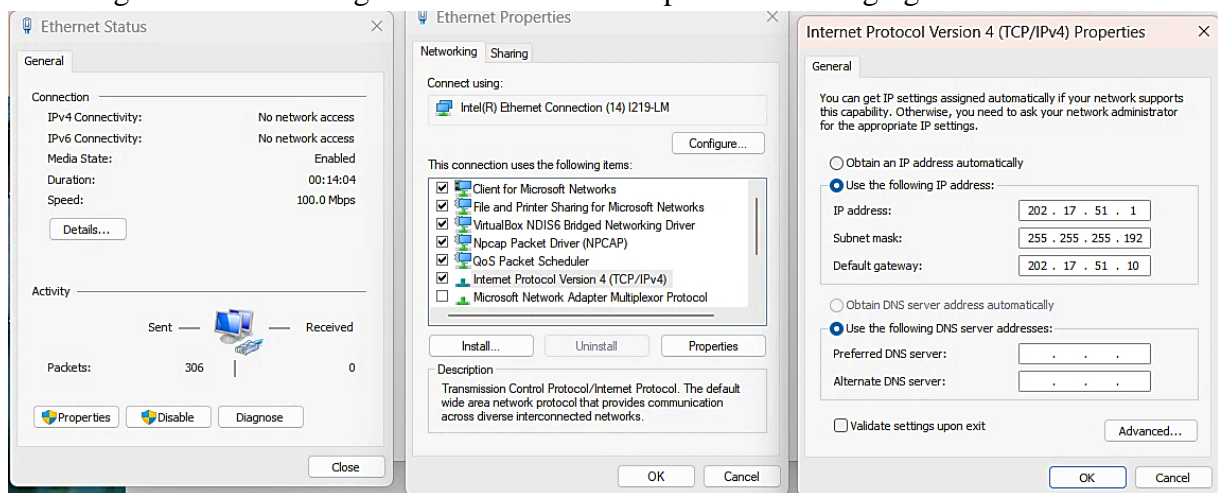 Ethernet Status
General
Connection
IPv4 Connectivity: No network access
IPv6 Connectivity: No network access
Media State: Enabled
Duration: 00:14:04
Speed: 100.0 Mbps
Details...
Activity
Sent — — Received
Packets: 306 | 0
Properties Disable Diagnose
Close
Ethernet Properties
Networking Sharing
Connect using:
Intel(R) Ethernet Connection (14) I219-LM
Configure...
This connection uses the following items:
Client for Microsoft Networks
File and Printer Sharing for Microsoft Networks
VirtualBox NDIS6 Bridged Networking Driver
Npcap Packet Driver (NPCAP)
QoS Packet Scheduler
Internet Protocol Version 4 (TCP/IPv4)
Microsoft Network Adapter Multiplexor Protocol
Install... Uninstall Properties
Description
Transmission Control Protocol/Internet Protocol. The default
wide area network protocol that provides communication
across diverse interconnected networks.
OK Cancel
Internet Protocol Version 4 (TCP/IPv4) Properties
General
You can get IP settings assigned automatically if your network supports
this capability. Otherwise, you need to ask your network administrator
for the appropriate IP settings.
Obtain an IP address automatically
Use the following IP address:
IP address: 202 . 17 . 51 . 1
Subnet mask: 255 . 255 . 255 . 192
Default gateway: 202 . 17 . 51 . 10
Obtain DNS server address automatically
Use the following DNS server addresses:
Preferred DNS server: . . .
Alternate DNS server: . . .
Validate settings upon exit
Advanced...
OK Cancel